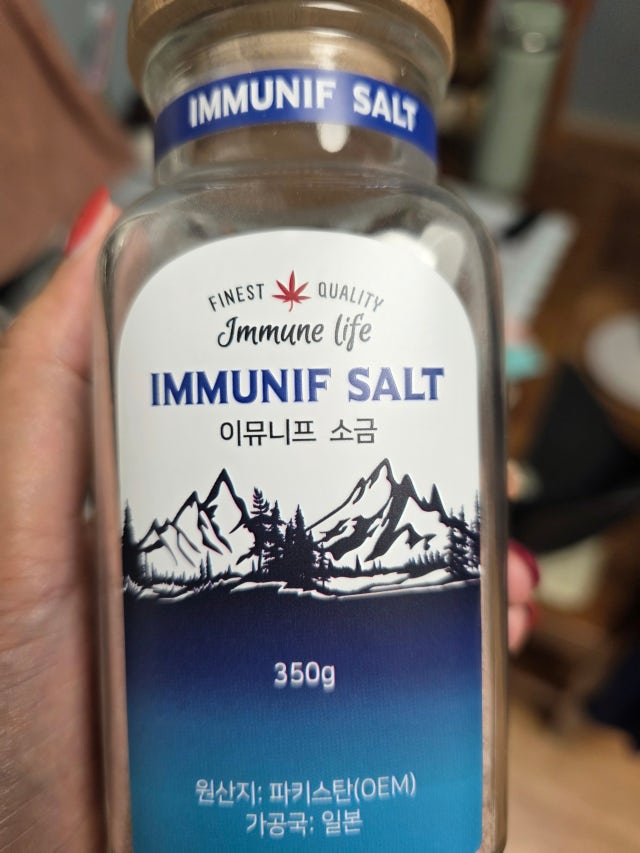 IMMUNIF SALT
FINEST QUALITY
Immune life
IMMUNIF SALT
이뮤니프 소금
350g
원산지: 파키스탄(OEM)
가공국: 일본